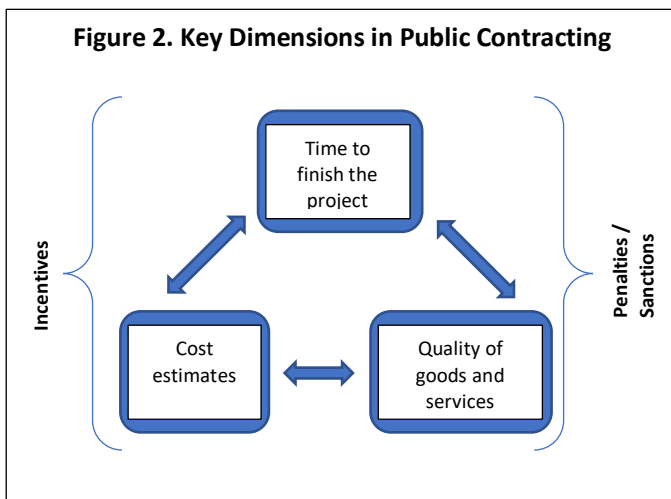 Figure 2. Key Dimensions in Public Contracting
Time to
finish the
project
Incentives
Penalties /
Sanctions
Cost
estimates
Quality of
goods and
services